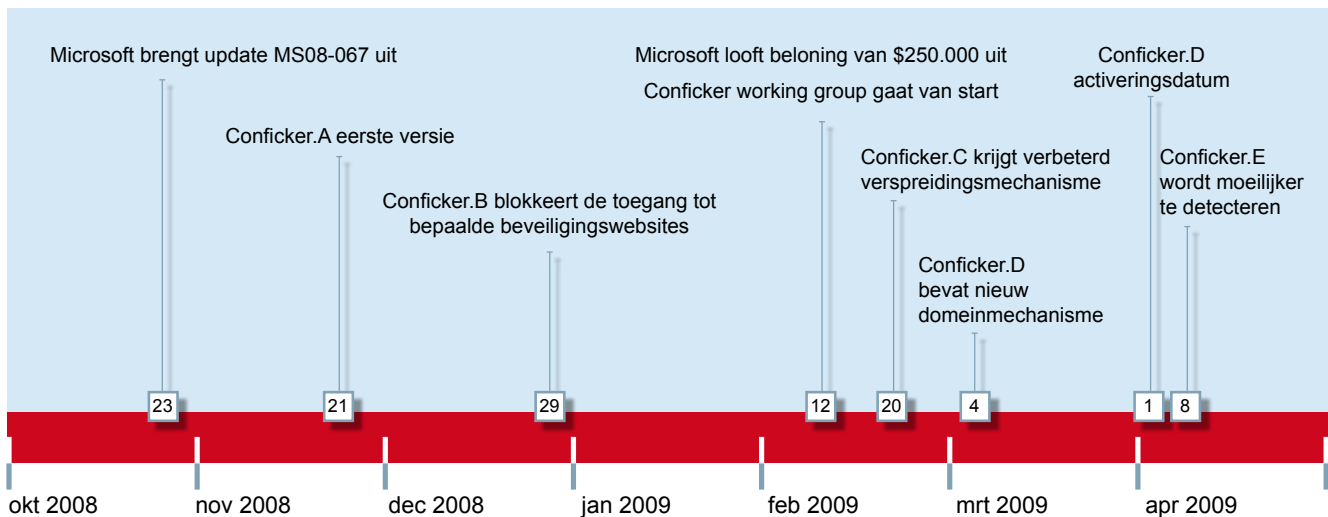 Microsoft brengt update MS08-067 uit
Conficker.A eerste versie
Conficker.B blokkeert de toegang tot
bepaalde beveiligingswebsites
Microsoft looft beloning van $250.000 uit
Conficker working group gaat van start
Conficker.C krijgt verbeterd
verspreidingsmechanisme
Conficker.D
bevat nieuw
domeinmechanisme
Conficker.D
activeringsdatum
Conficker.E
wordt moeilijker
te detecteren
23
21
29
12
20
4
1
8
okt 2008
nov 2008
dec 2008
jan 2009
feb 2009
mrt 2009
apr 2009